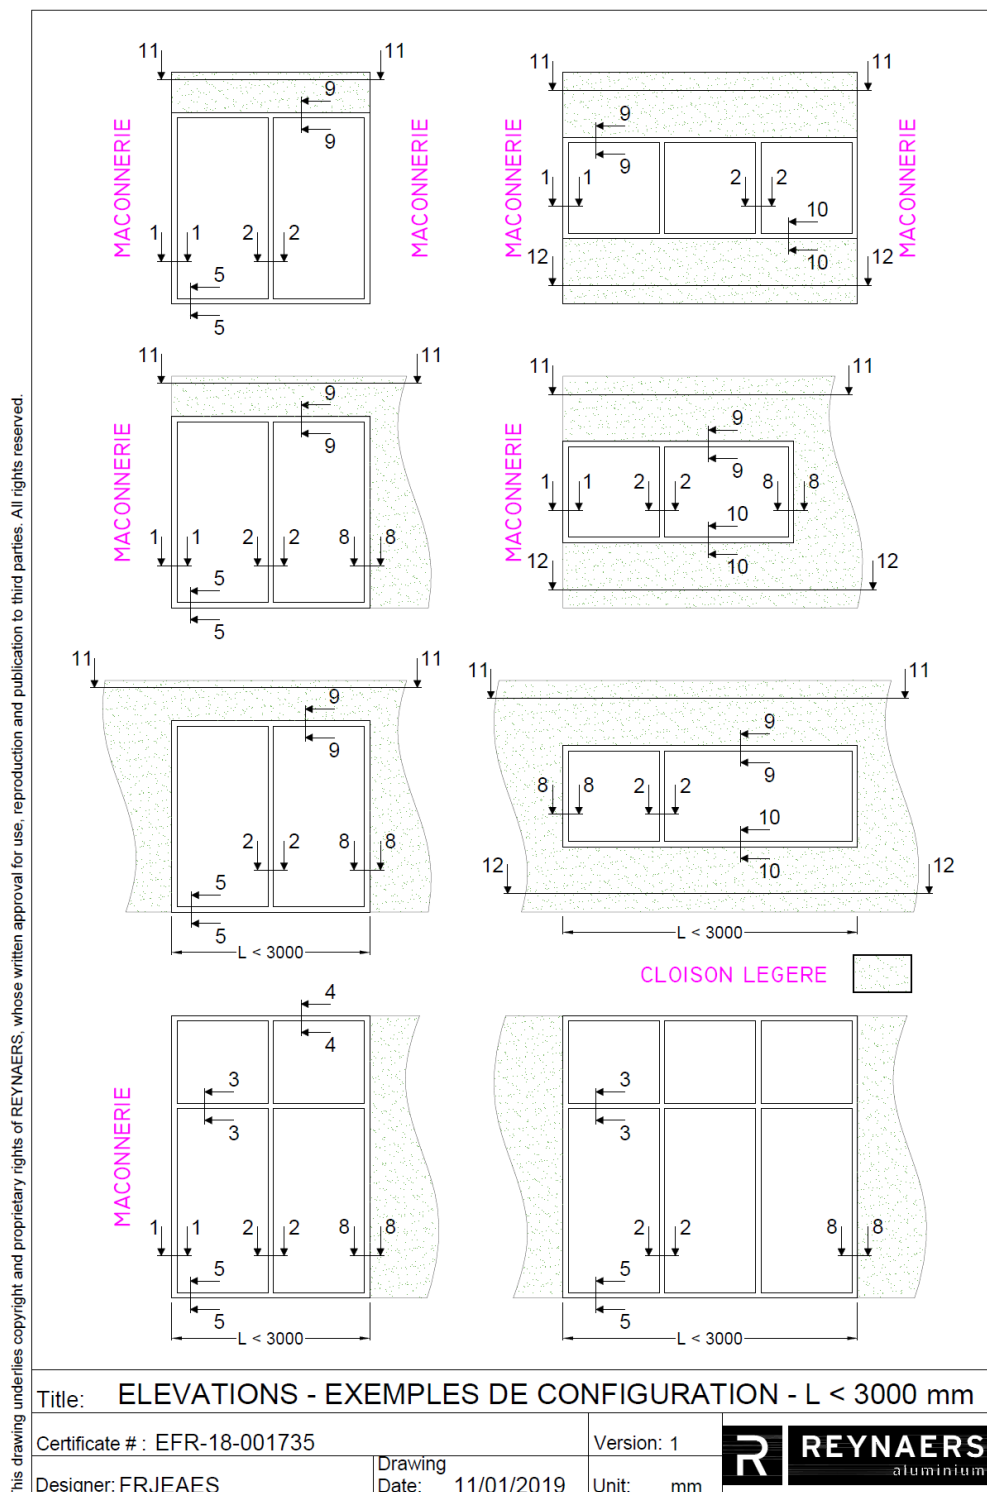 11 11
9
9
MACONNERIE
MACONNERIE
1 1 2 2
5
5
11 11
9
9
MACONNERIE
MACONNERIE
1 1 2 2
10
10
12 12
11 11
9
9
MACONNERIE
1 1 2 2 8 8
5
5
11 11
9
9
MACONNERIE
1 1 2 2 8 8
10
10
12 12
11 11
9
9
2 2 8 8
5
5
L < 3000
11 11
9
9
8 8 2 2
10
10
12 12
L < 3000
CLOISON LEGERE
4
4
3
3
MACONNERIE
1 1 2 2 8 8
5
5
L < 3000
3
3
2 2 8 8
5
5
L < 3000
This drawing underlies copyright and proprietary rights of REYNAERS, whose written approval for use, reproduction and publication to third parties. All rights reserved.
Title: ELEVATIONS - EXEMPLES DE CONFIGURATION - L < 3000 mm
Certificate # : EFR-18-001735
Version: 1
R REYNAERS
aluminium
Designer: FRJEAES
Drawing
Date: 11/01/2019
Unit: mm